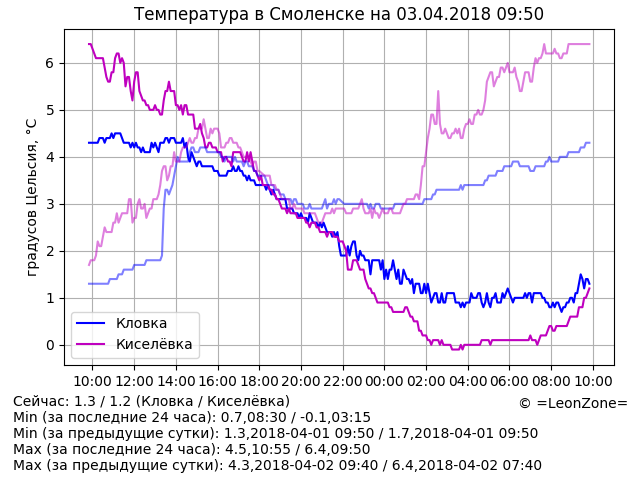 Температура в Смоленске на 03.04.2018 09:50
градусов Цельсия, °C
6
5
4
3
2
1
0
Кловка
Киселёвка
10:00 12:00 14:00 16:00 18:00 20:00 22:00 00:00 02:00 04:00 06:00 08:00 10:00
Сейчас: 1.3 / 1.2 (Кловка / Киселёвка)
© =LeonZone=
Min (за последние 24 часа): 0.7,08:30 / -0.1,03:15
Min (за предыдущие сутки): 1.3,2018-04-01 09:50 / 1.7,2018-04-01 09:50
Max (за последние 24 часа): 4.5,10:55 / 6.4,09:50
Max (за предыдущие сутки): 4.3,2018-04-02 09:40 / 6.4,2018-04-02 07:40